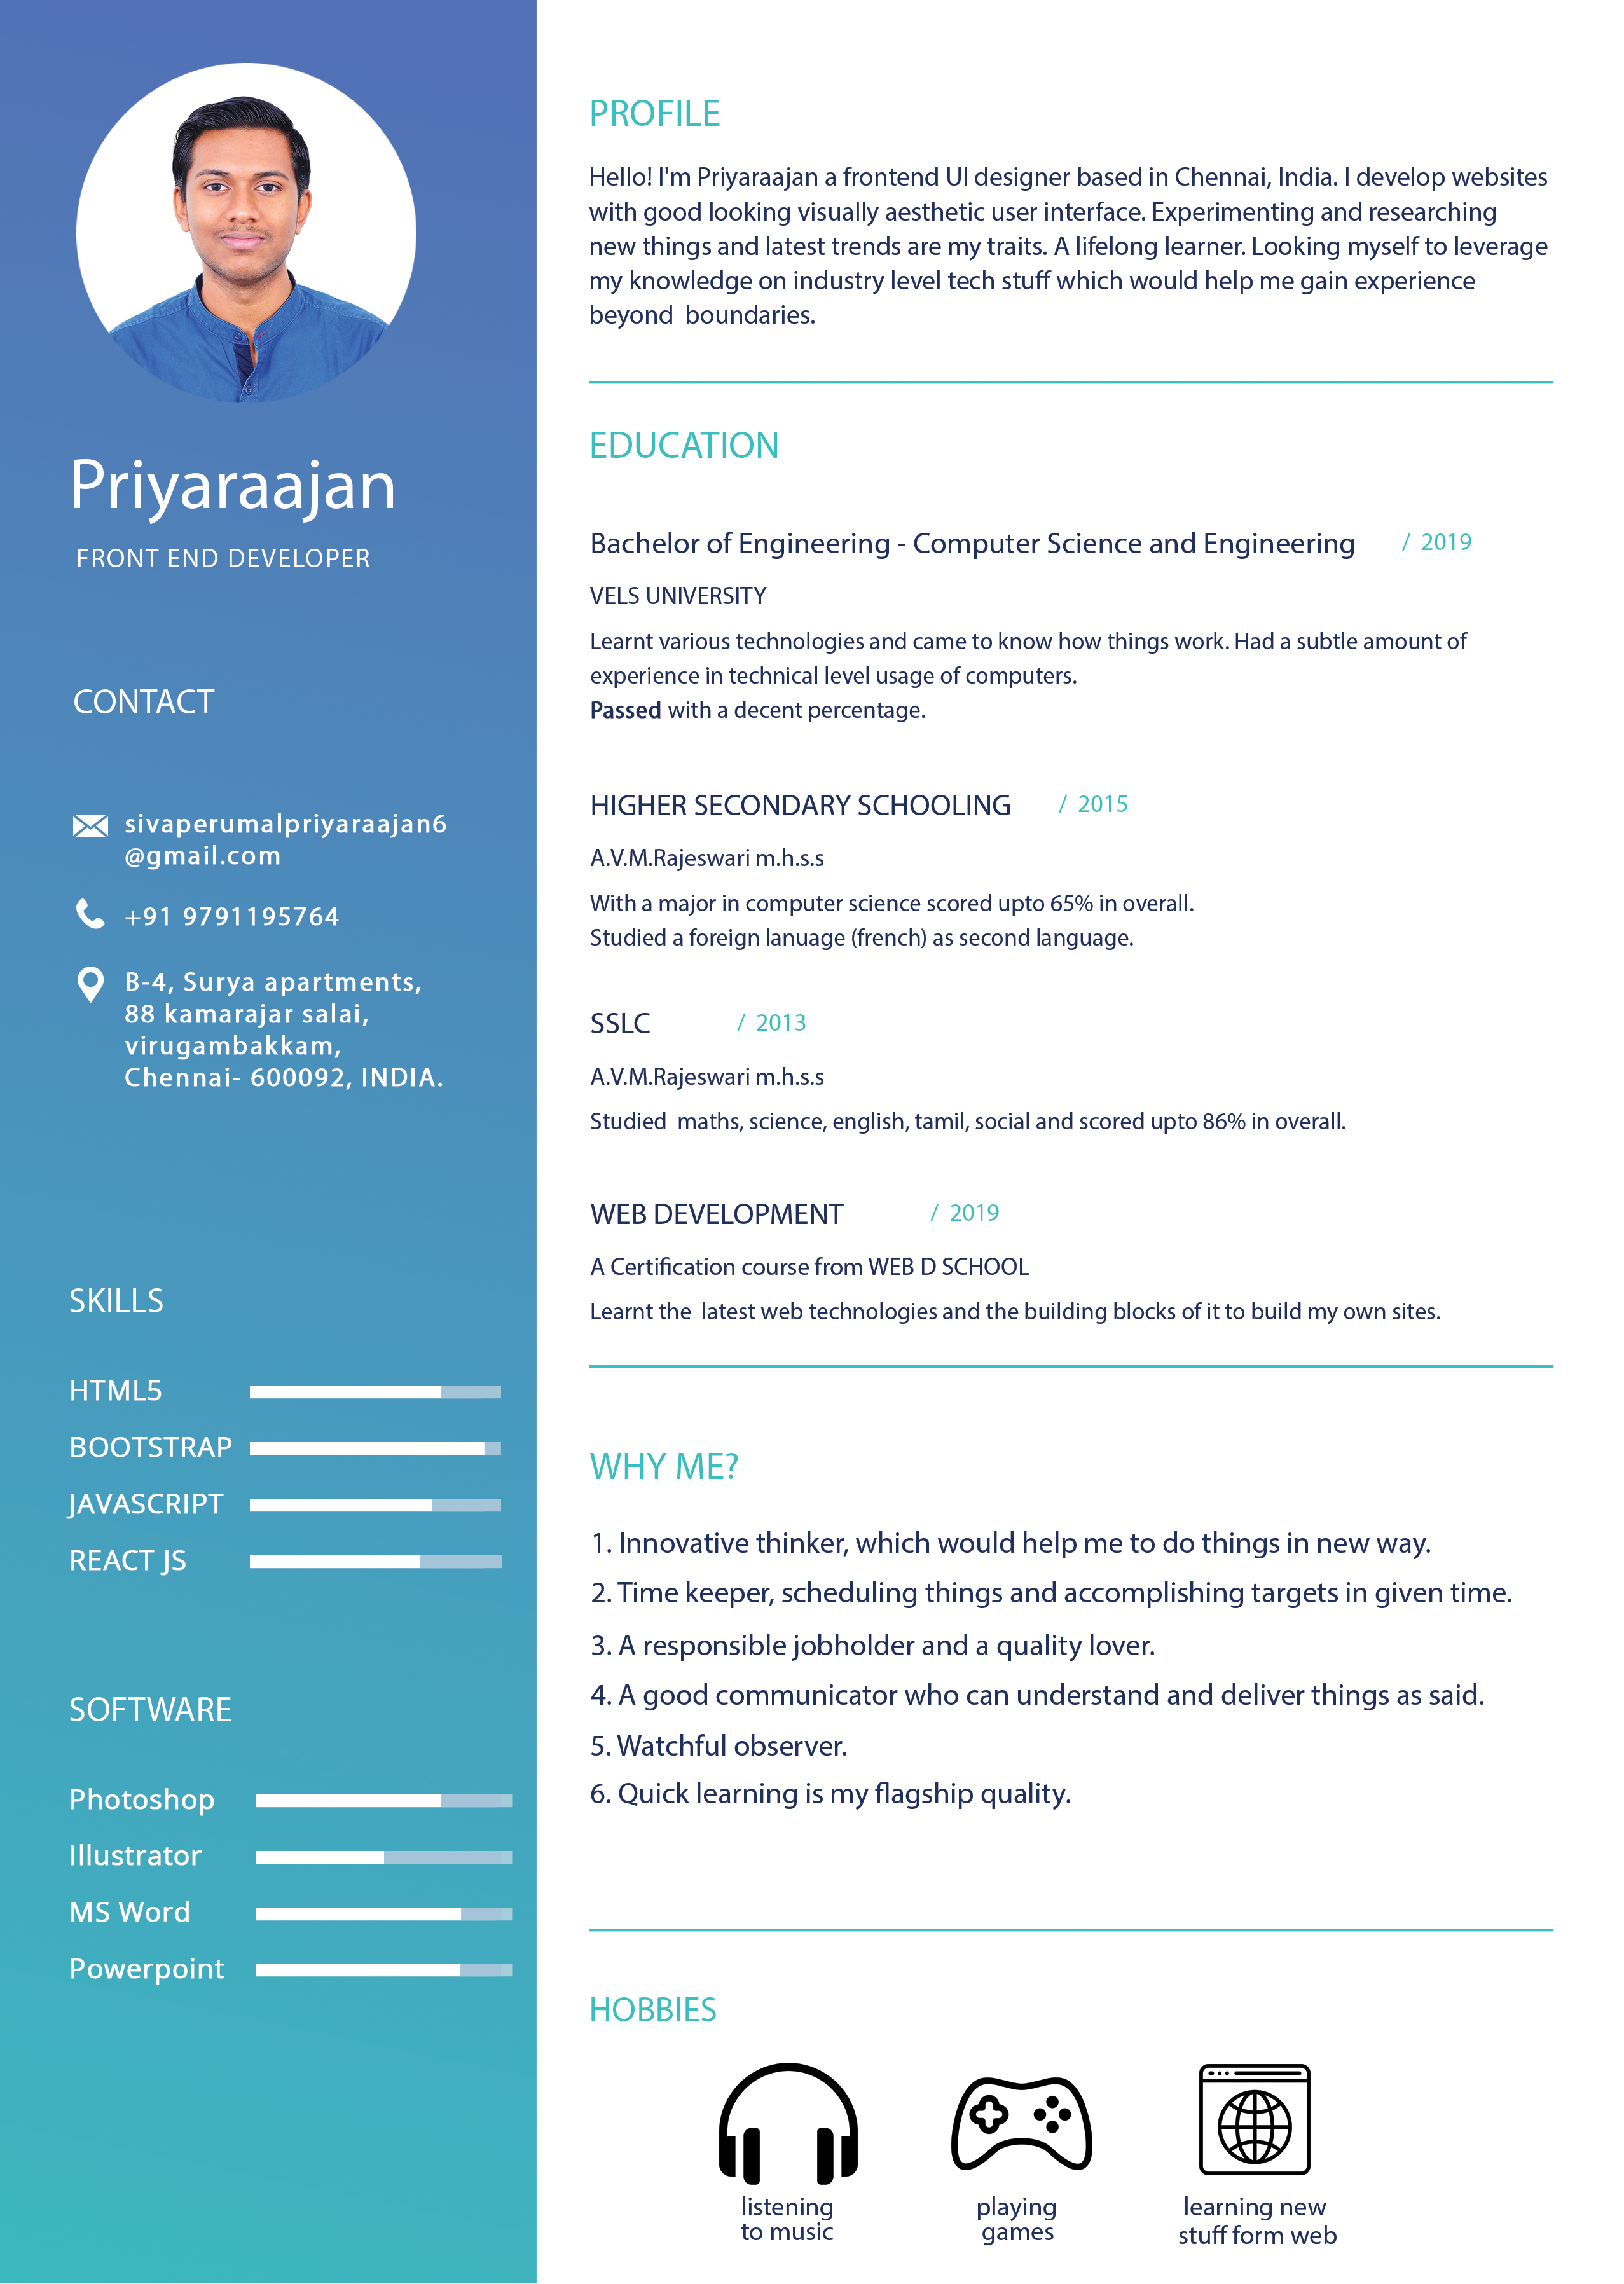 Priyaraajan
FRONT END DEVELOPER
CONTACT
sivaperumalpriyaraajan6
@gmail.com
+91 9791195764
B-4, Surya apartments,
88 kamarajar salai,
virugambakkam,
Chennai- 600092, INDIA.
SKILLS
HTML5
BOOTSTRAP
JAVASCRIPT
REACT JS
SOFTWARE
Photoshop
Illustrator
MS Word
Powerpoint
PROFILE
Hello! I'm Priyaraajan a frontend UI designer based in Chennai, India. I develop websites
with good looking visually aesthetic user interface. Experimenting and researching
new things and latest trends are my traits. A lifelong learner. Looking myself to leverage
my knowledge on industry level tech stuff which would help me gain experience
beyond  boundaries.
EDUCATION
Bachelor of Engineering - Computer Science and Engineering / 2019
VELS UNIVERSITY
Learnt various technologies and came to know how things work. Had a subtle amount of
experience in technical level usage of computers.
Passed with a decent percentage.
HIGHER SECONDARY SCHOOLING / 2015
A.V.M.Rajeswari m.h.s.s
With a major in computer science scored upto 65% in overall.
Studied a foreign lanuage (french) as second language.
SSLC / 2013
A.V.M.Rajeswari m.h.s.s
Studied  maths, science, english, tamil, social and scored upto 86% in overall.
WEB DEVELOPMENT / 2019
A Certification course from WEB D SCHOOL
Learnt the  latest web technologies and the building blocks of it to build my own sites.
WHY ME?
1. Innovative thinker, which would help me to do things in new way.
2. Time keeper, scheduling things and accomplishing targets in given time.
3. A responsible jobholder and a quality lover.
4. A good communicator who can understand and deliver things as said.
5. Watchful observer.
6. Quick learning is my flagship quality.
HOBBIES
listening
to music
playing
games
learning new
stuff form web